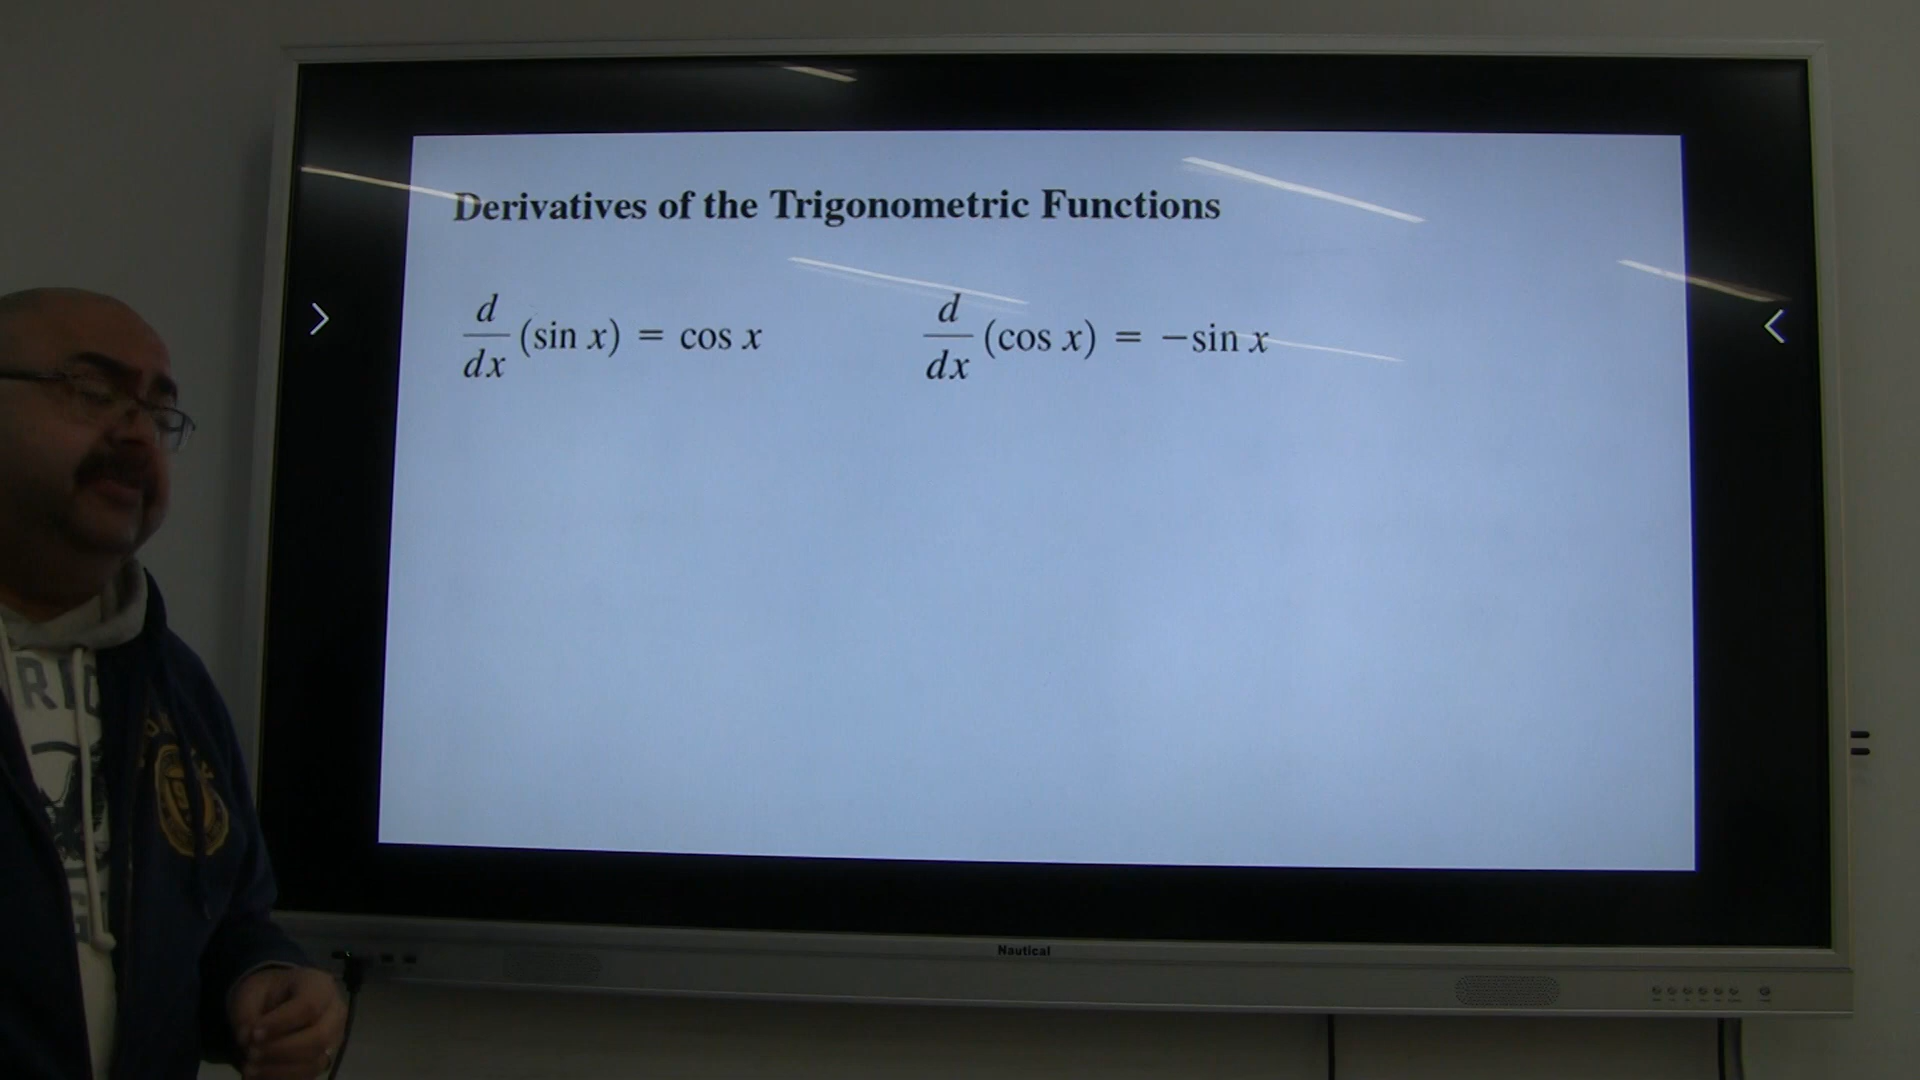 Derivatives of the Trigonometric Functions
d/dx (sin x) = cos x    d/dx (cos x) = −sin x
Nautical